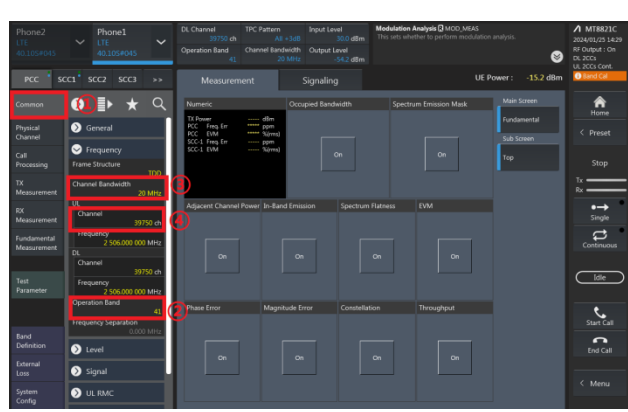 Phone2
LTE
40.105#045
Phone1
LTE
40.105#045
DL Channel
39750 ch
TPC Pattern
All +3dB
Input Level
30.0 dBm
Operation Band
41
Channel Bandwidth
20 MHz
Output Level
-54.2 dBm
Modulation Analysis MOD_MEAS
This sets whether to perform modulation analysis.
MT8821C
2024/01/25 14:29
RF Output : On
DL 2CCs
UL 2CCs Cont.
Band Cal
PCC
SCC1
SCC2
SCC3
>>
Measurement
Signaling
UE Power :
-15.2 dBm
Common
①
Physical
Channel
Call
Processing
TX
Measurement
RX
Measurement
Fundamental
Measurement
Test
Parameter
Band
Definition
External
Loss
System
Config
General
Frequency
Frame Structure
TDD
Channel Bandwidth
20 MHz
③
UL
Channel
39750 ch
④
Frequency
2 506.000 000 MHz
DL
Channel
39750 ch
Frequency
2 506.000 000 MHz
Operation Band
41
②
Frequency Separation
0.000 MHz
Level
Signal
UL RMC
Numeric
TX Power ----- dBm
PCC Freq. Err ***** ppm
PCC EVM ***** %(rms)
SCC-1 Freq. Err ----- ppm
SCC-1 EVM ----- %(rms)
Occupied Bandwidth
On
Spectrum Emission Mask
On
Main Screen
Fundamental
Sub Screen
Top
Adjacent Channel Power
On
In-Band Emission
On
Spectrum Flatness
On
EVM
On
Phase Error
On
Magnitude Error
On
Constellation
On
Throughput
On
Home
< Preset
Stop
Tx
Rx
Single
Continuous
Idle
Start Call
End Call
< Menu